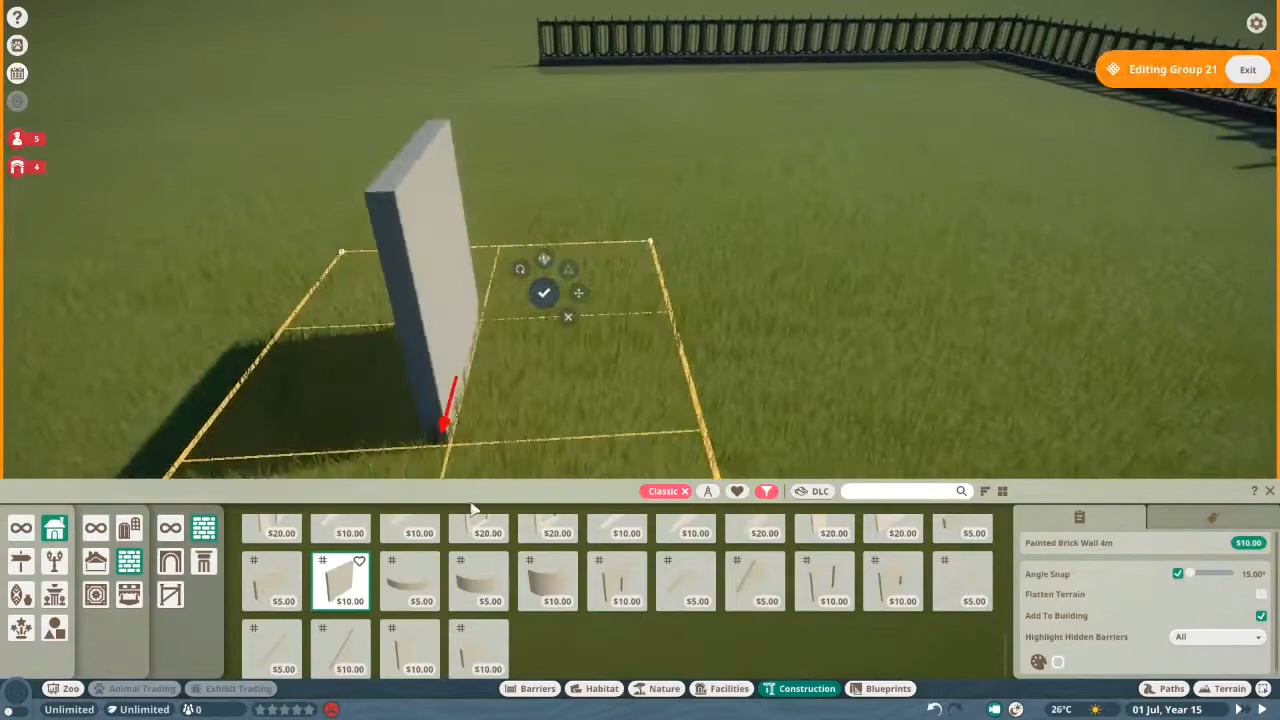 ?
Editing Group 21 Exit
5
4
Classic × DLC
? ×
$20.00 $10.00 $10.00 $20.00 $20.00 $10.00 $10.00 $20.00 $20.00 $20.00 $5.00
$5.00 $10.00 $5.00 $5.00 $10.00 $10.00 $5.00 $5.00 $10.00 $10.00 $5.00
$5.00 $10.00 $10.00 $10.00
Painted Brick Wall 4m $10.00
Angle Snap 15.00°
Flatten Terrain
Add To Building
Highlight Hidden Barriers All
Zoo Animal Trading Exhibit Trading Barriers Habitat Nature Facilities Construction Blueprints Paths Terrain
Unlimited Unlimited 0 26°C 01 Jul, Year 15